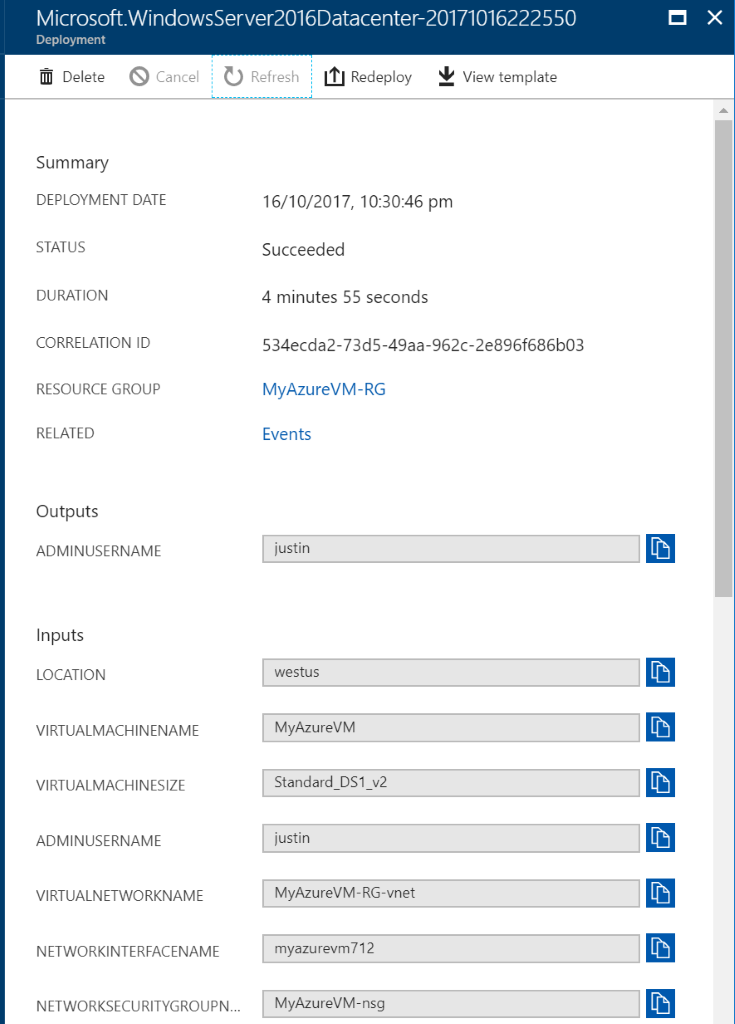 Microsoft.WindowsServer2016Datacenter-20171016222550
Deployment
Delete Cancel Refresh Redeploy View template
Summary
DEPLOYMENT DATE 16/10/2017, 10:30:46 pm
STATUS Succeeded
DURATION 4 minutes 55 seconds
CORRELATION ID 534ecda2-73d5-49aa-962c-2e896f686b03
RESOURCE GROUP MyAzureVM-RG
RELATED Events
Outputs
ADMINUSERNAME justin
Inputs
LOCATION westus
VIRTUALMACHINENAME MyAzureVM
VIRTUALMACHINESIZE Standard_DS1_v2
ADMINUSERNAME justin
VIRTUALNETWORKNAME MyAzureVM-RG-vnet
NETWORKINTERFACENAME myazurevm712
NETWORKSECURITYGROUPN... MyAzureVM-nsg